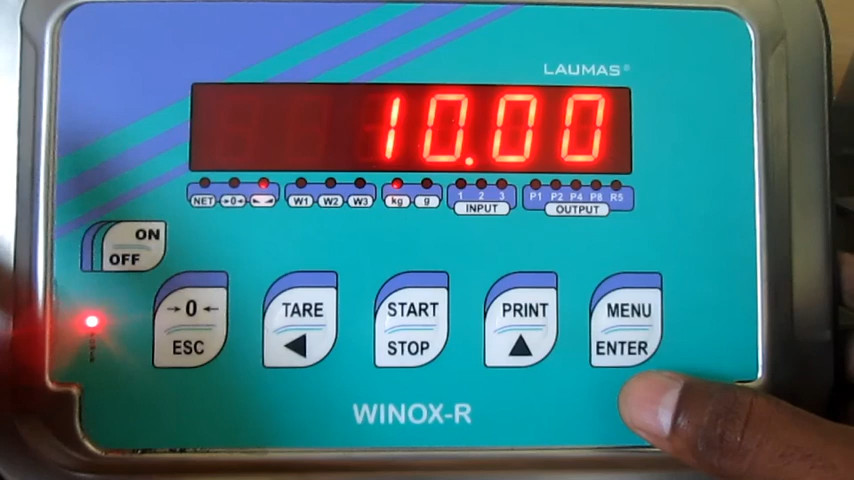 LAUMAS®
10.00
NET →0← W1 W2 W3 kg g 1 2 3 P1 P2 P4 P8 R5
INPUT OUTPUT
ON
OFF
→0← TARE START PRINT MENU
ESC STOP ENTER
WINOX-R